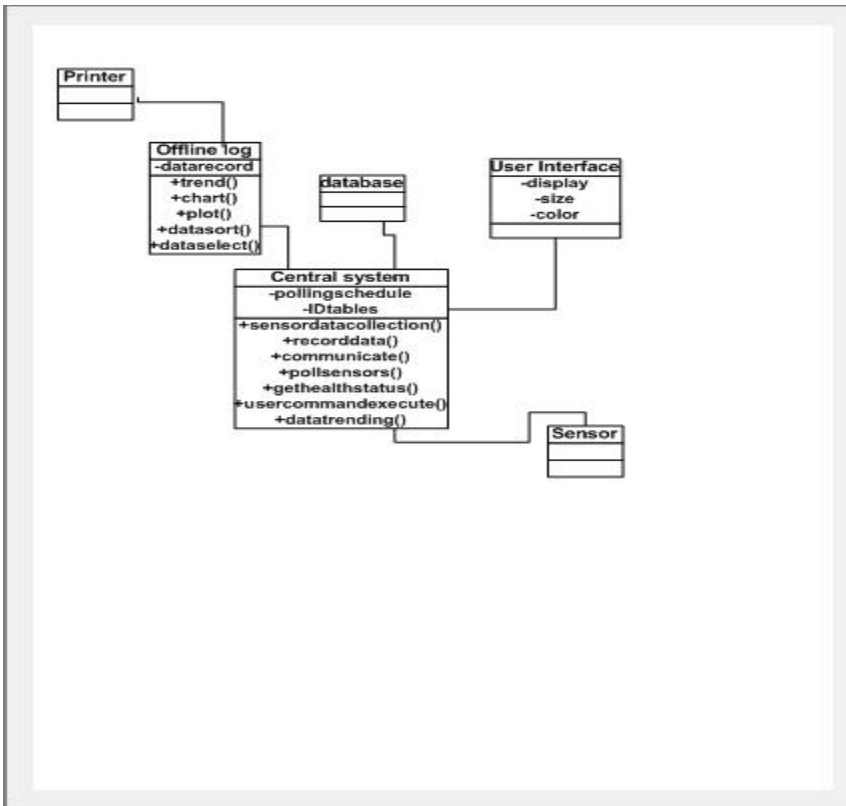 Printer
Offline log
-datarecord
+trend()
+chart()
+plot()
+datasort()
+dataselect()
database
User Interface
-display
-size
-color
Central system
-pollingschedule
-IDtables
+sensordatacollection()
+recorddata()
+communicate()
+pollsensors()
+gethealthstatus()
+usercommandexecute()
+datatrending()
Sensor